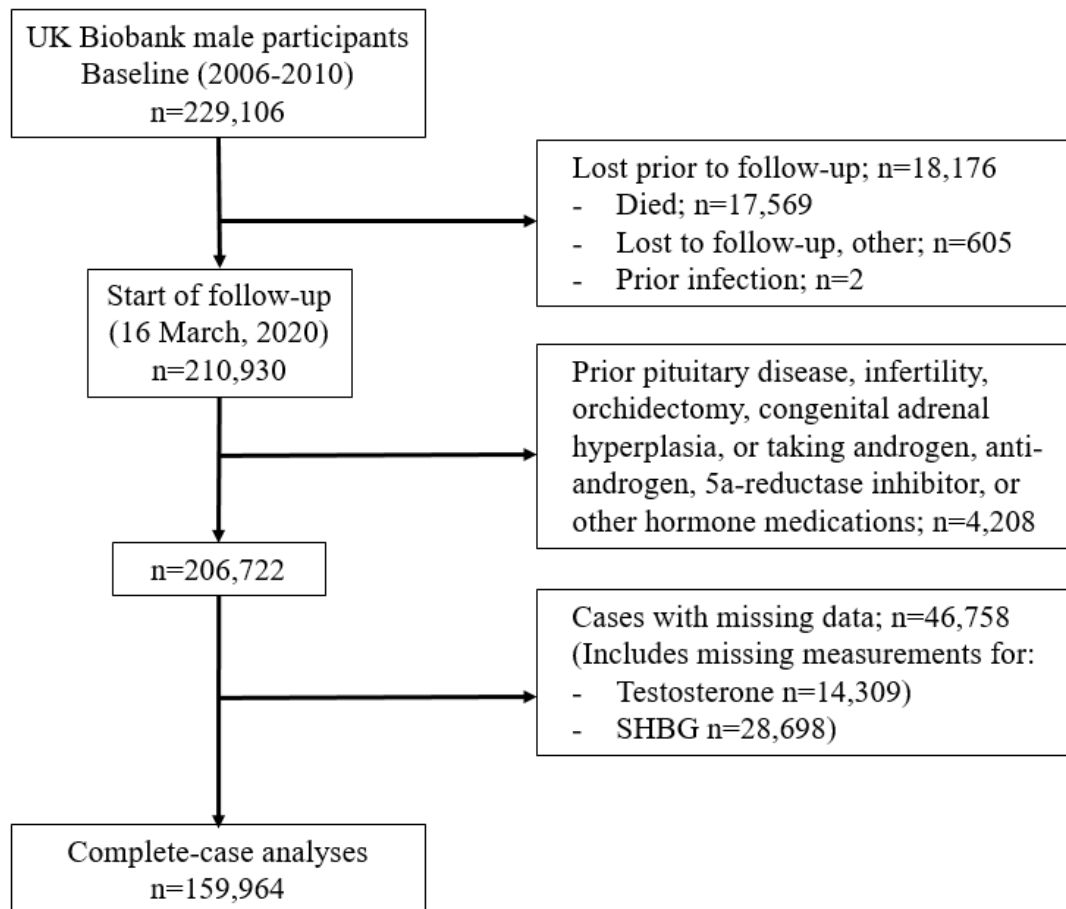 UK Biobank male participants
Baseline (2006-2010)
n=229,106
Lost prior to follow-up; n=18,176
- Died; n=17,569
- Lost to follow-up, other; n=605
- Prior infection; n=2
Start of follow-up
(16 March, 2020)
n=210,930
Prior pituitary disease, infertility,
orchidectomy, congenital adrenal
hyperplasia, or taking androgen, anti-
androgen, 5a-reductase inhibitor, or
other hormone medications; n=4,208
n=206,722
Cases with missing data; n=46,758
(Includes missing measurements for:
- Testosterone n=14,309)
- SHBG n=28,698)
Complete-case analyses
n=159,964